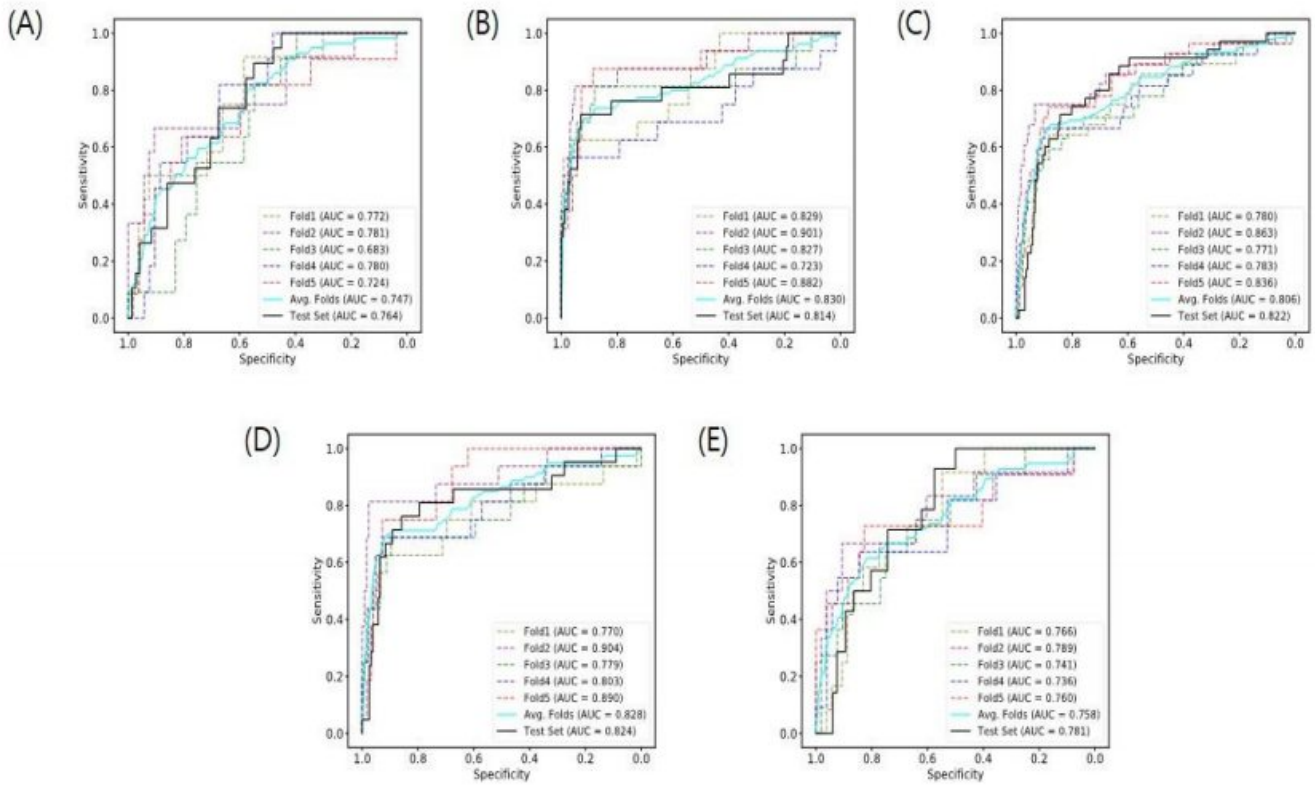 (A)
1.0
0.8
0.6
0.4
0.2
0.0
Sensitivity
Fold1 (AUC = 0.772)
Fold2 (AUC = 0.781)
Fold3 (AUC = 0.683)
Fold4 (AUC = 0.780)
Fold5 (AUC = 0.724)
Avg. Folds (AUC = 0.747)
Test Set (AUC = 0.764)
1.0 0.8 0.6 0.4 0.2 0.0
Specificity
(B)
1.0
0.8
0.6
0.4
0.2
0.0
Sensitivity
Fold1 (AUC = 0.829)
Fold2 (AUC = 0.901)
Fold3 (AUC = 0.827)
Fold4 (AUC = 0.723)
Fold5 (AUC = 0.882)
Avg. Folds (AUC = 0.830)
Test Set (AUC = 0.814)
1.0 0.8 0.6 0.4 0.2 0.0
Specificity
(C)
1.0
0.8
0.6
0.4
0.2
0.0
Sensitivity
Fold1 (AUC = 0.780)
Fold2 (AUC = 0.863)
Fold3 (AUC = 0.771)
Fold4 (AUC = 0.783)
Fold5 (AUC = 0.836)
Avg. Folds (AUC = 0.806)
Test Set (AUC = 0.822)
1.0 0.8 0.6 0.4 0.2 0.0
Specificity
(D)
1.0
0.8
0.6
0.4
0.2
0.0
Sensitivity
Fold1 (AUC = 0.770)
Fold2 (AUC = 0.904)
Fold3 (AUC = 0.779)
Fold4 (AUC = 0.803)
Fold5 (AUC = 0.890)
Avg. Folds (AUC = 0.828)
Test Set (AUC = 0.824)
1.0 0.8 0.6 0.4 0.2 0.0
Specificity
(E)
1.0
0.8
0.6
0.4
0.2
0.0
Sensitivity
Fold1 (AUC = 0.766)
Fold2 (AUC = 0.789)
Fold3 (AUC = 0.741)
Fold4 (AUC = 0.736)
Fold5 (AUC = 0.760)
Avg. Folds (AUC = 0.758)
Test Set (AUC = 0.781)
1.0 0.8 0.6 0.4 0.2 0.0
Specificity